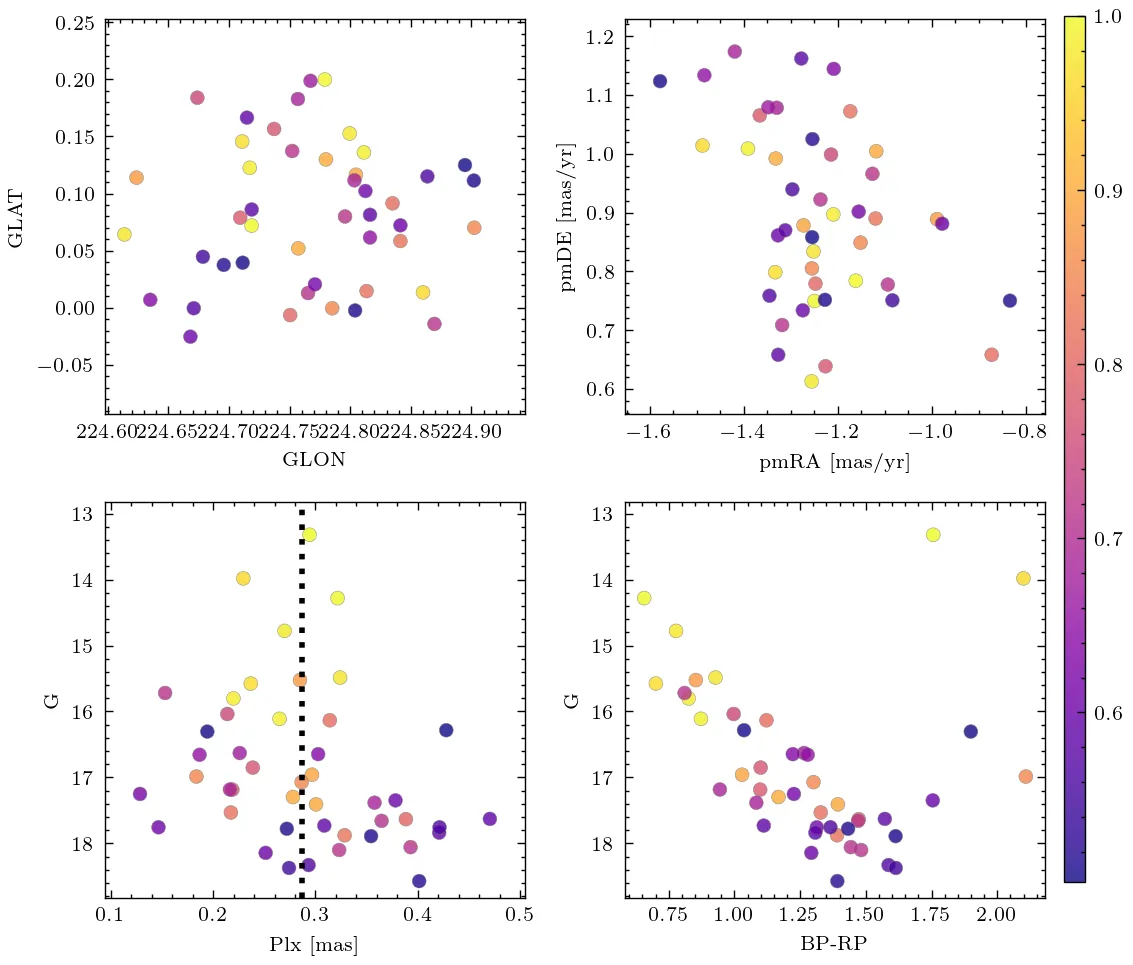 0.25
0.20
0.15
0.10
0.05
0.00
−0.05
GLAT
224.60224.65224.70224.75224.80224.85224.90
GLON
1.2
1.1
1.0
0.9
0.8
0.7
0.6
pmDE [mas/yr]
−1.6 −1.4 −1.2 −1.0 −0.8
pmRA [mas/yr]
1.0
0.9
0.8
0.7
0.6
13
14
15
16
17
18
G
0.1 0.2 0.3 0.4 0.5
Plx [mas]
13
14
15
16
17
18
G
0.75 1.00 1.25 1.50 1.75 2.00
BP-RP